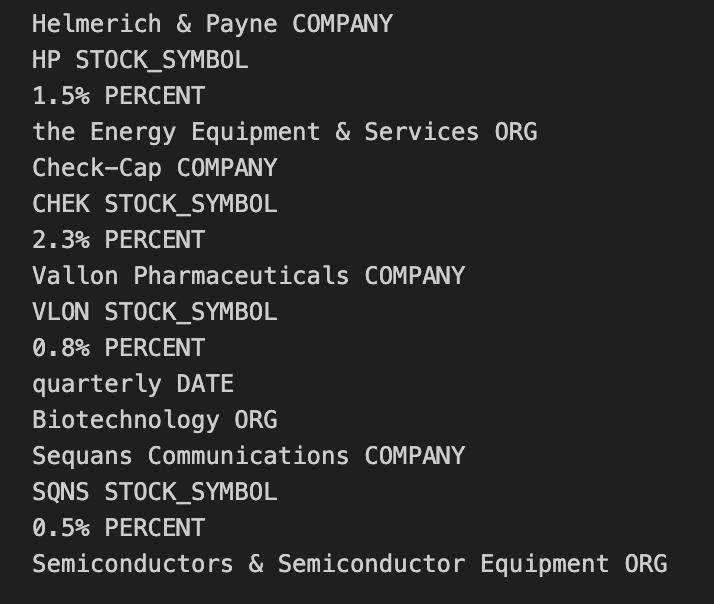 Helmerich & Payne COMPANY
HP STOCK_SYMBOL
1.5% PERCENT
the Energy Equipment & Services ORG
Check-Cap COMPANY
CHEK STOCK_SYMBOL
2.3% PERCENT
Vallon Pharmaceuticals COMPANY
VLON STOCK_SYMBOL
0.8% PERCENT
quarterly DATE
Biotechnology ORG
Sequans Communications COMPANY
SQNS STOCK_SYMBOL
0.5% PERCENT
Semiconductors & Semiconductor Equipment ORG